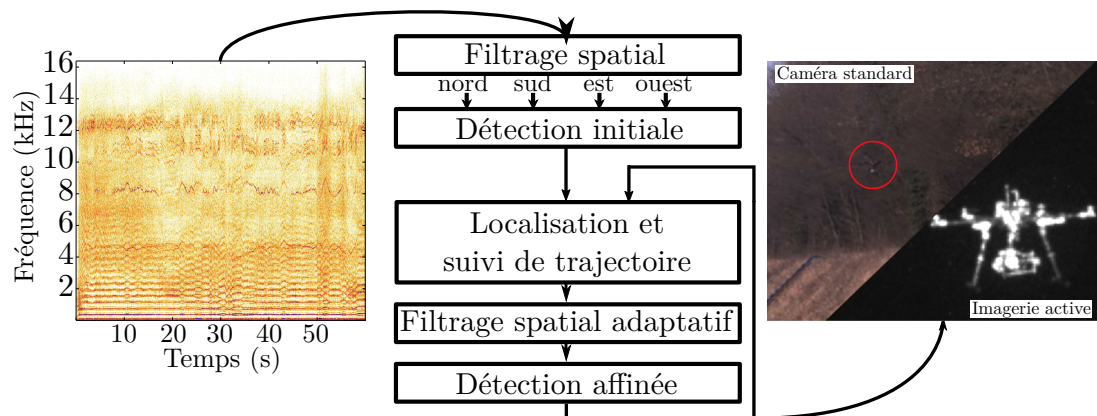 16
14
12
10
8
6
4
2
Fréquence (kHz)
10 20 30 40 50
Temps (s)
Filtrage spatial
nord sud est ouest
Détection initiale
Localisation et
suivi de trajectoire
Filtrage spatial adaptatif
Détection affinée
Caméra standard
Imagerie active